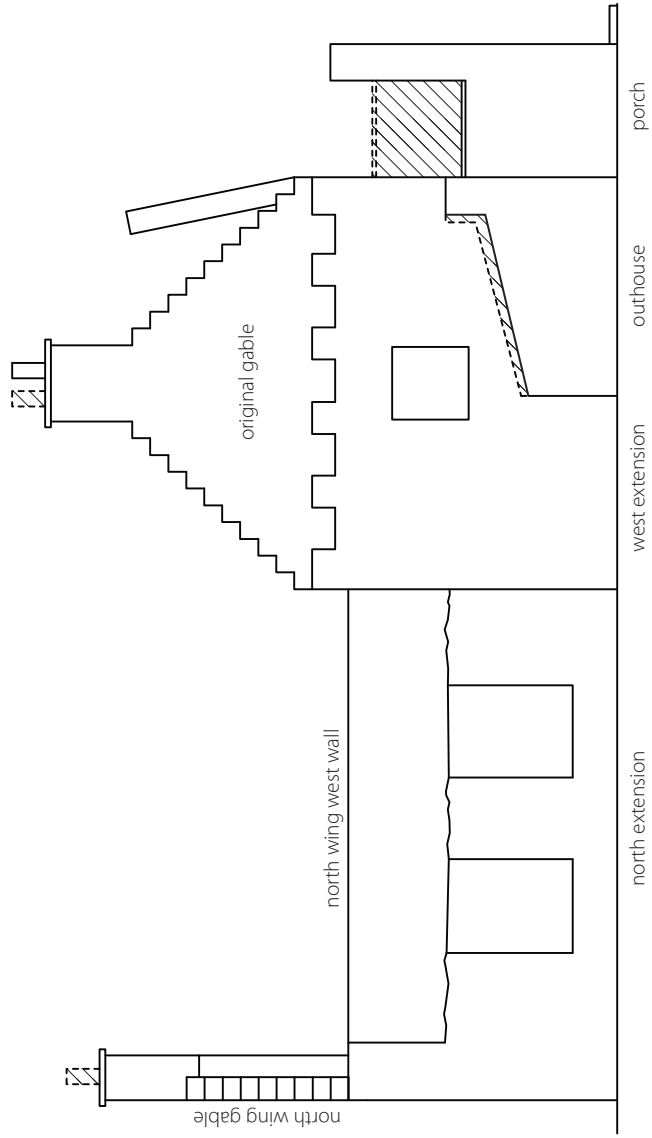 north wing gable
north wing west wall
original gable
north extension
west extension
outhouse
porch